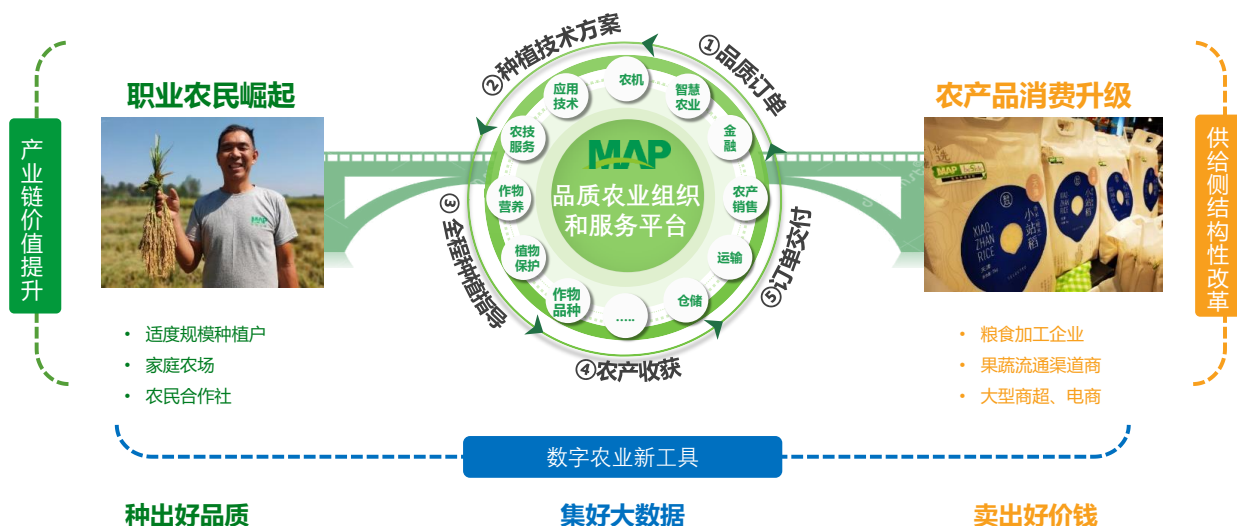 ②种植技术方案
①品质订单
职业农民崛起
农产品消费升级
产业链价值提升
供给侧结构性改革
农机
应用
技术
智慧
农业
农技
服务
金
融
作物
营养
农产
销售
植物
保护
运输
作物
品种
仓储
.....
MAP
品质农业组织
和服务平台
③全程种植指导
⑤订单交付
④农产收获
MAP
MAP
XIAO-
ZHAN
RICE
小站稻
• 适度规模种植户
• 家庭农场
• 农民合作社
• 粮食加工企业
• 果蔬流通渠道商
• 大型商超、电商
数字农业新工具
种出好品质
集好大数据
卖出好价钱